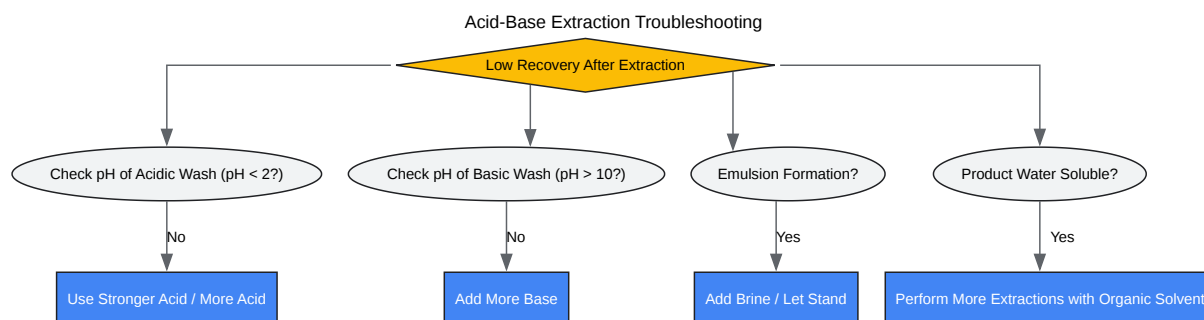 Acid-Base Extraction Troubleshooting
Low Recovery After Extraction
Check pH of Acidic Wash (pH < 2?)
Check pH of Basic Wash (pH > 10?)
Emulsion Formation?
Product Water Soluble?
No
No
Yes
Yes
Use Stronger Acid / More Acid
Add More Base
Add Brine / Let Stand
Perform More Extractions with Organic Solvent